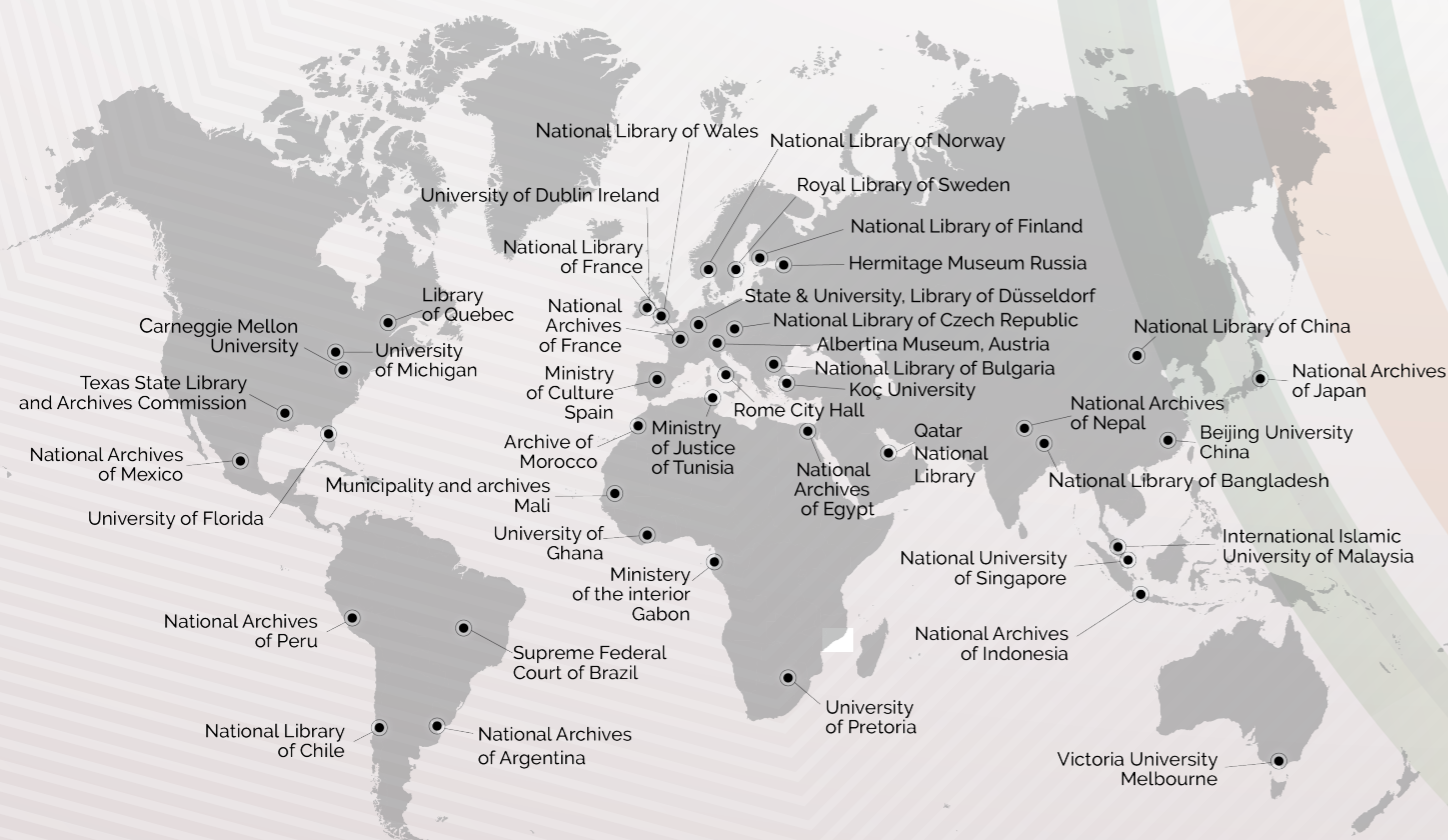 National Library of Wales
National Library of Norway
Royal Library of Sweden
University of Dublin Ireland
National Library of Finland
National Library
of France
Hermitage Museum Russia
Library
of Quebec
National
Archives
of France
State & University, Library of Düsseldorf
National Library of Czech Republic
Albertina Museum, Austria
National Library of China
Carneggie Mellon
University
University
of Michigan
National Library of Bulgaria
Koç University
National Archives
of Japan
Ministry
of Culture
Spain
Texas State Library
and Archives Commission
Rome City Hall
National Archives
of Nepal
Ministry
of Justice
of Tunisia
Archive of
Morocco
Qatar
National
Library
Beijing University
China
National Archives
of Mexico
National
Archives
of Egypt
National Library of Bangladesh
Municipality and archives
Mali
University of Florida
University of
Ghana
International Islamic
University of Malaysia
National University
of Singapore
Ministery
of the interior
Gabon
National Archives
of Peru
National Archives
of Indonesia
Supreme Federal
Court of Brazil
University
of Pretoria
National Library
of Chile
National Archives
of Argentina
Victoria University
Melbourne